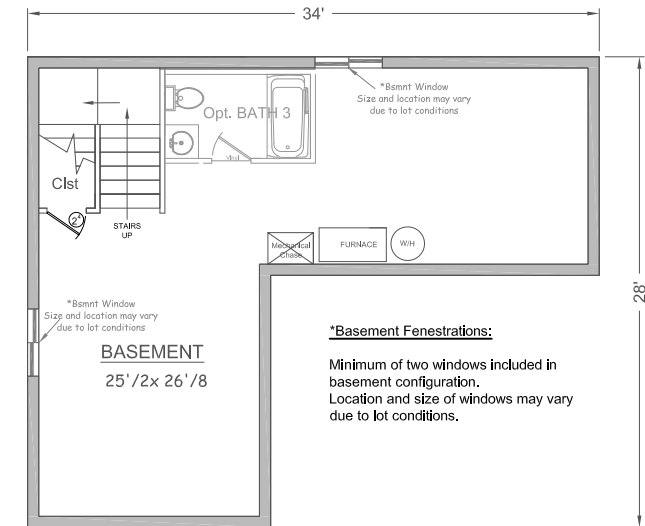 34'
*Bsmnt Window
Size and location may vary
due to lot conditions
Opt. BATH 3
Vinyl
Clst
2⁴
STAIRS
UP
Mechanical
Chase
FURNACE
W/H
28'
*Bsmnt Window
Size and location may vary
due to lot conditions
BASEMENT
25'/2x 26'/8
*Basement Fenestrations:
Minimum of two windows included in
basement configuration.
Location and size of windows may vary
due to lot conditions.